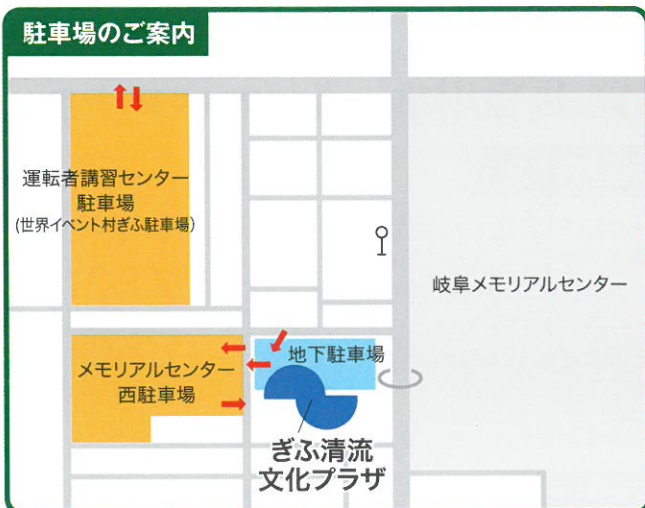 駐車場のご案内
運転者講習センター
駐車場
(世界イベント村ぎふ駐車場)
岐阜メモリアルセンター
地下駐車場
メモリアルセンター
西駐車場
ぎふ清流
文化プラザ